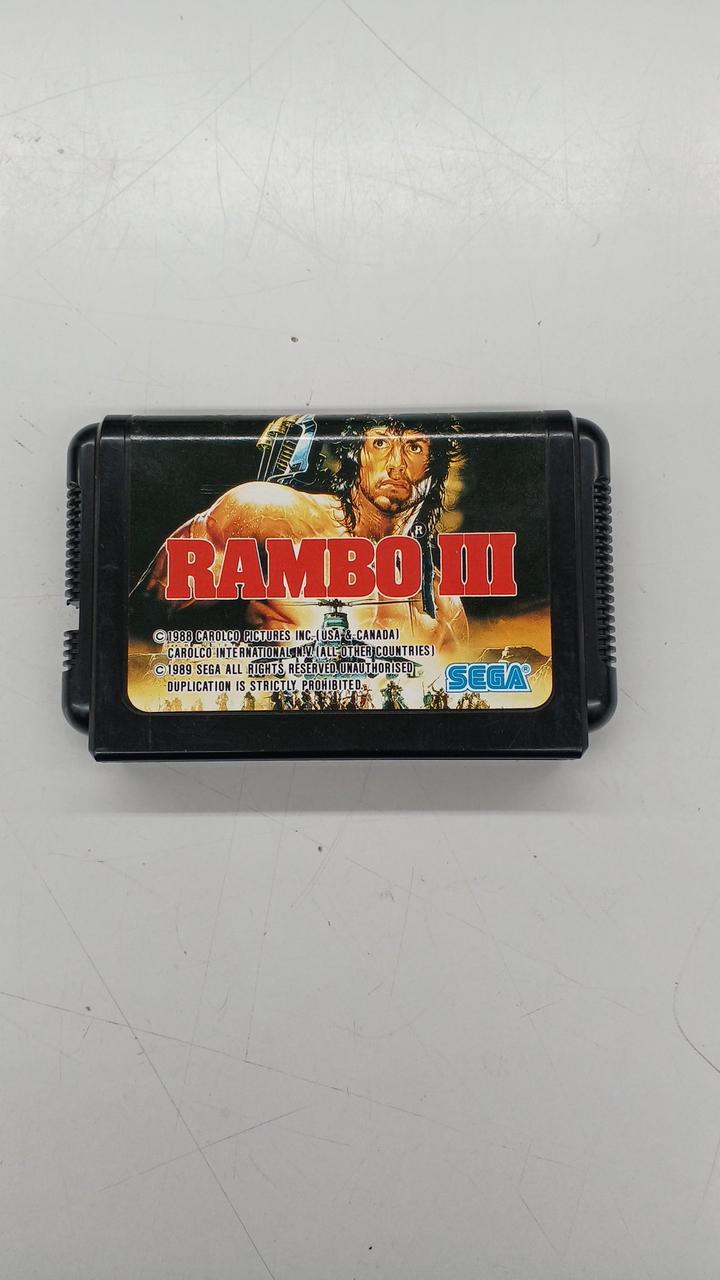 RAMBO® III
©1988 CAROLCO PICTURES INC.(USA & CANADA)
CAROLCO INTERNATIONAL N.V.(ALL OTHER COUNTRIES)
©1989 SEGA ALL RIGHTS RESERVED.UNAUTHORISED
DUPLICATION IS STRICTLY PROHIBITED.
SEGA®